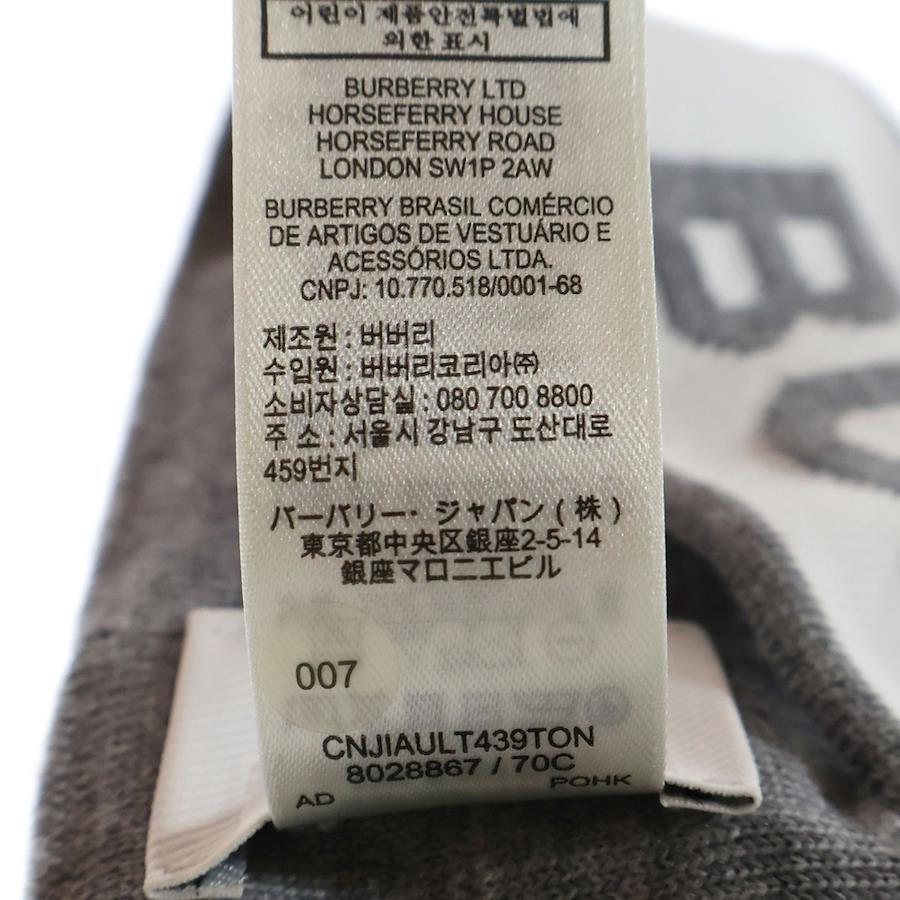 어린이 제품안전특별법에
의한 표시
BURBERRY LTD
HORSEFERRY HOUSE
HORSEFERRY ROAD
LONDON SW1P 2AW
BURBERRY BRASIL COMÉRCIO
DE ARTIGOS DE VESTUÁRIO E
ACESSÓRIOS LTDA.
CNPJ: 10.770.518/0001-68
제조원 : 버버리
수입원 : 버버리코리아㈜
소비자상담실 : 080 700 8800
주 소 : 서울시 강남구 도산대로
459번지
バーバリー・ジャパン(株)
東京都中央区銀座2-5-14
銀座マロニエビル
007
CNJIAULT439TON
8028867 / 70C
AD POHK
B